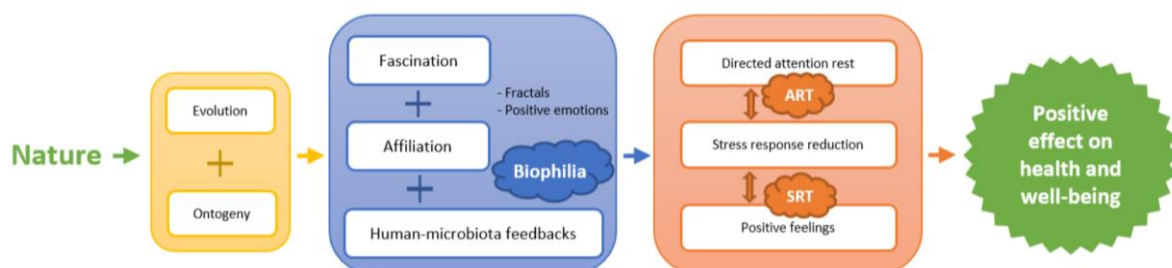 Nature
Evolution
+
Ontogeny
Fascination
+
- Fractals
- Positive emotions
Affiliation
+
Biophilia
Human-microbiota feedbacks
Directed attention rest
ART
Stress response reduction
SRT
Positive feelings
Positive
effect on
health and
well-being